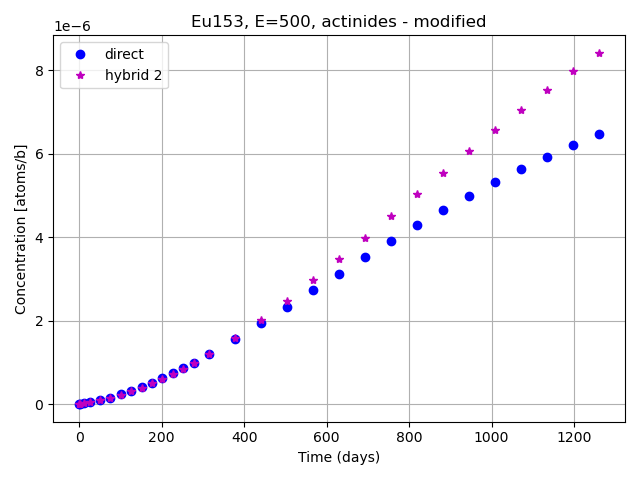 Eu153, E=500, actinides - modified
1e−6
direct
hybrid 2
8
6
4
2
0
Concentration [atoms/b]
0 200 400 600 800 1000 1200
Time (days)